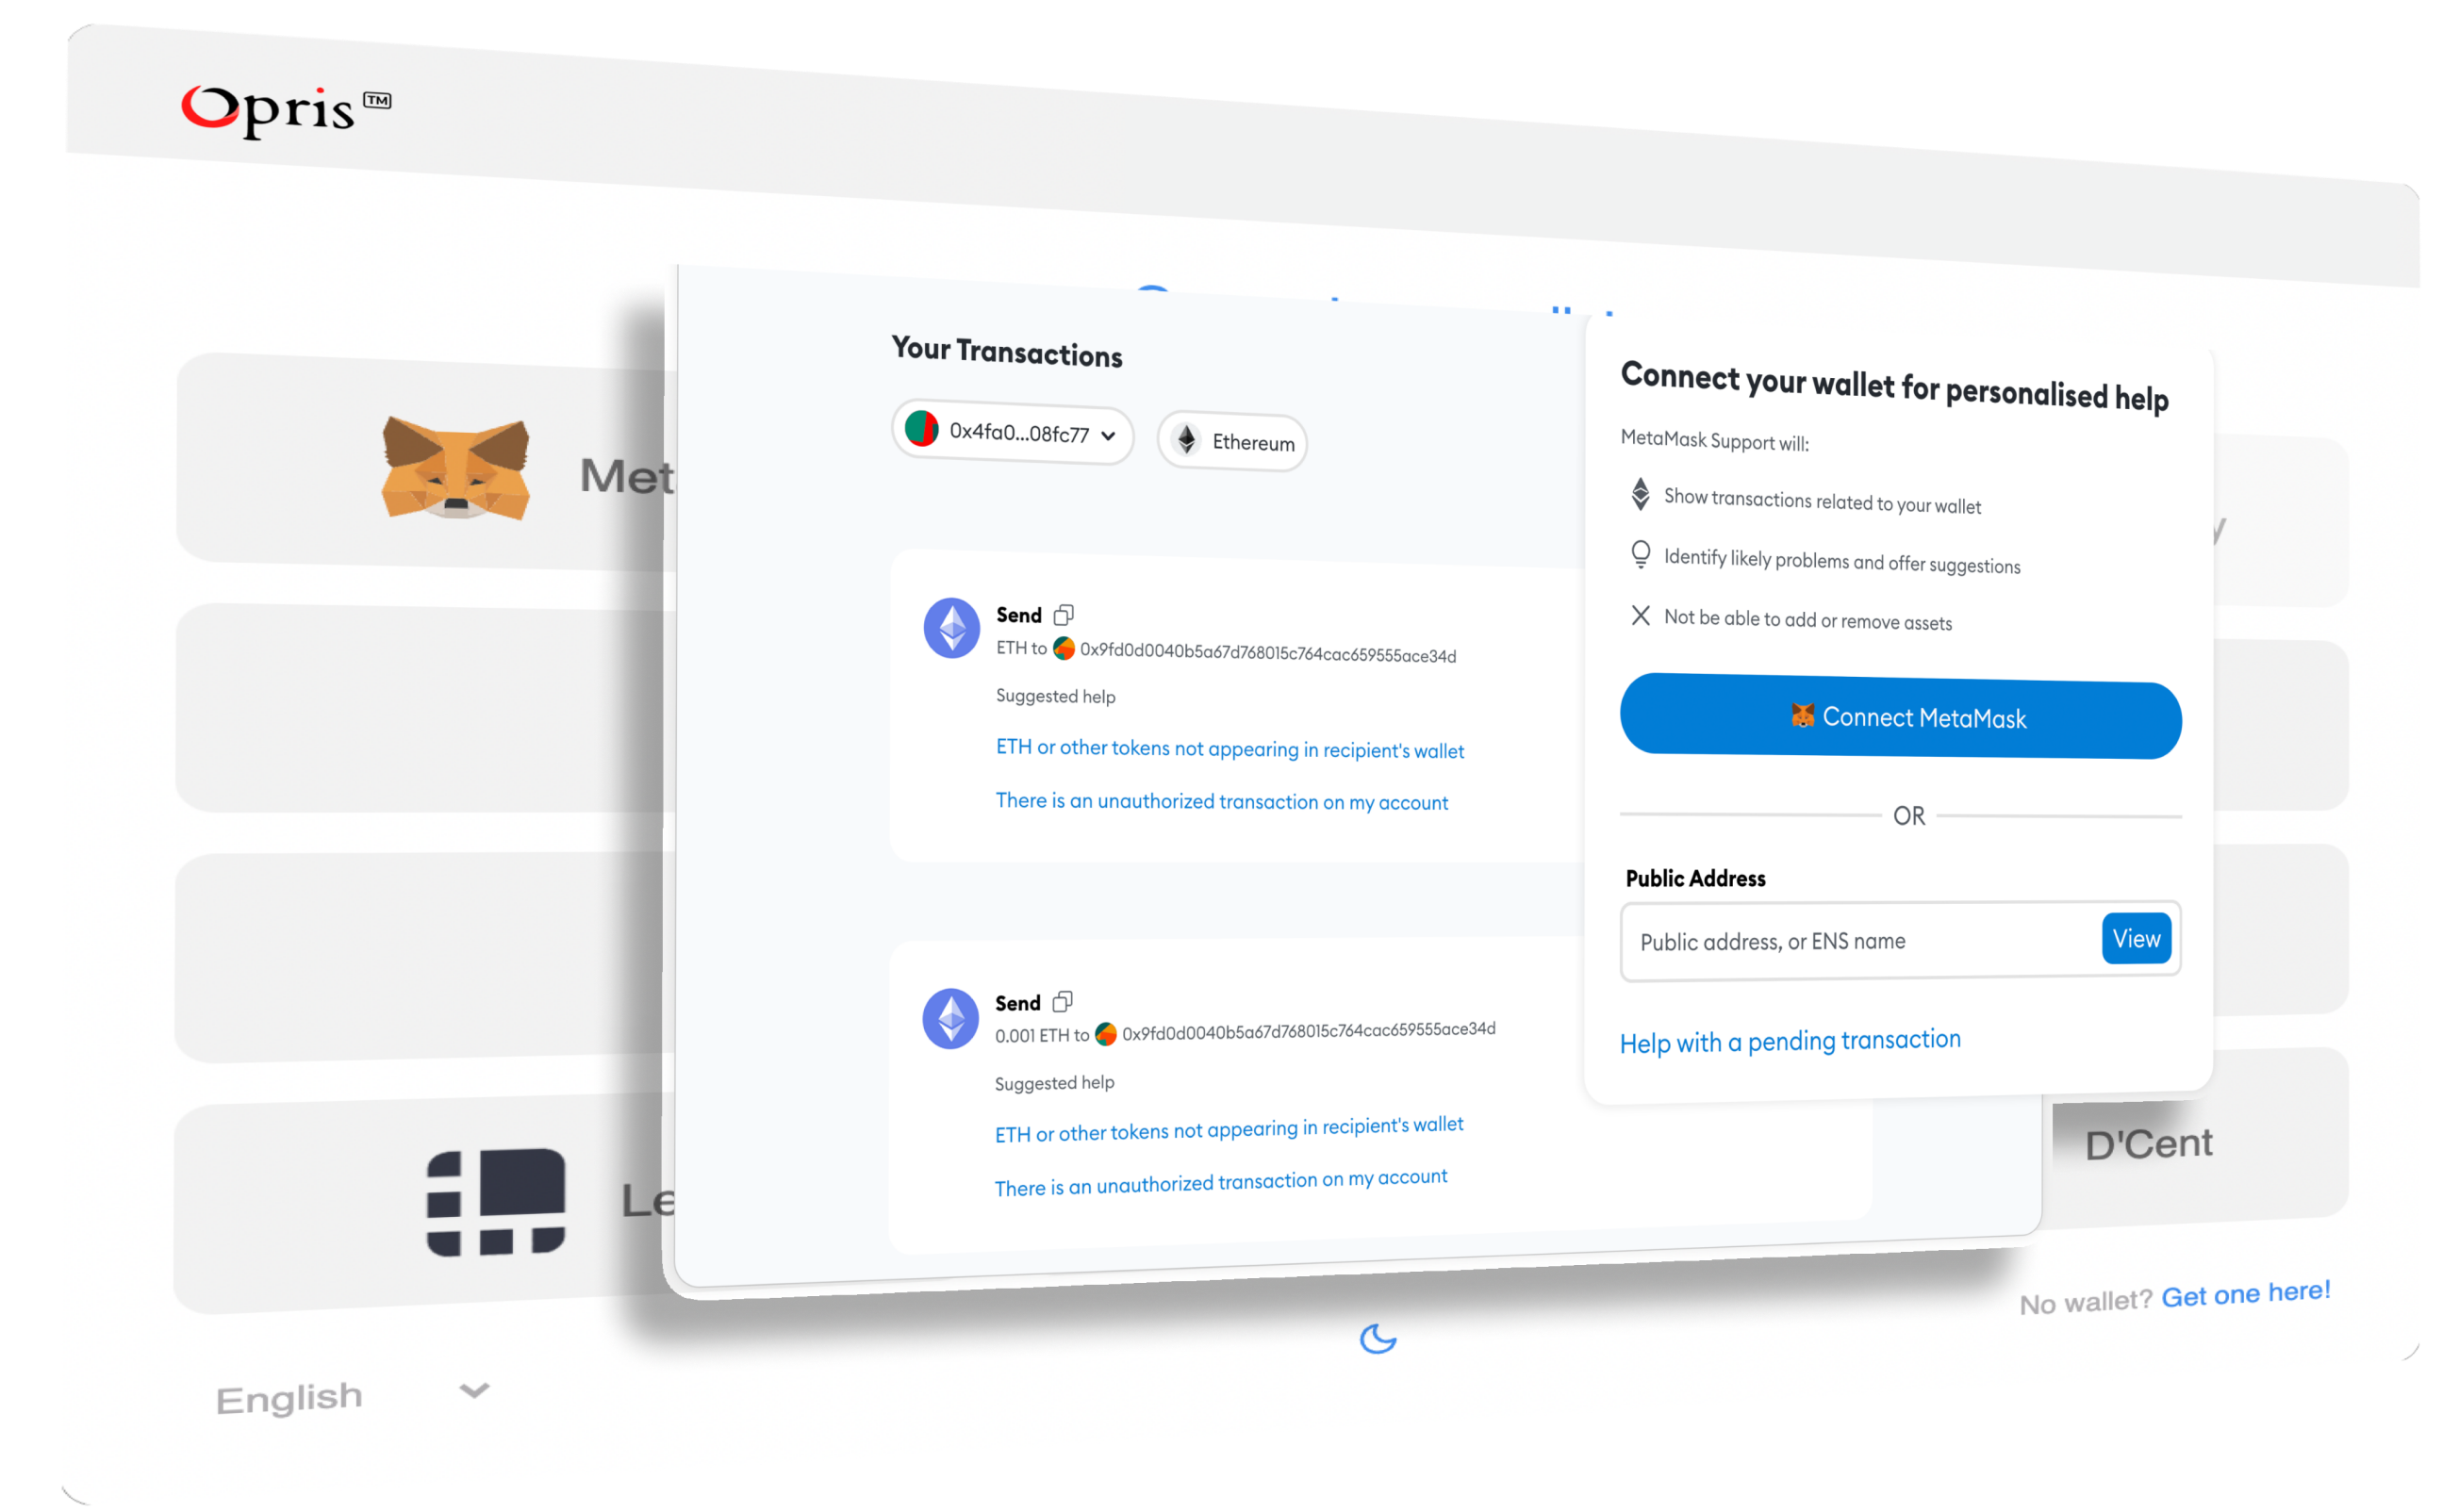 Opris™
Your Transactions
0x4fa0...08fc77
Ethereum
Send
ETH to 0x9fd0d0040b5a67d768015c764cac659555ace34d
Suggested help
ETH or other tokens not appearing in recipient's wallet
There is an unauthorized transaction on my account
Send
0.001 ETH to 0x9fd0d0040b5a67d768015c764cac659555ace34d
Suggested help
ETH or other tokens not appearing in recipient's wallet
There is an unauthorized transaction on my account
Connect your wallet for personalised help
MetaMask Support will:
Show transactions related to your wallet
Identify likely problems and offer suggestions
Not be able to add or remove assets
Connect MetaMask
OR
Public Address
Public address, or ENS name
View
Help with a pending transaction
Met
Le
D'Cent
No wallet? Get one here!
English